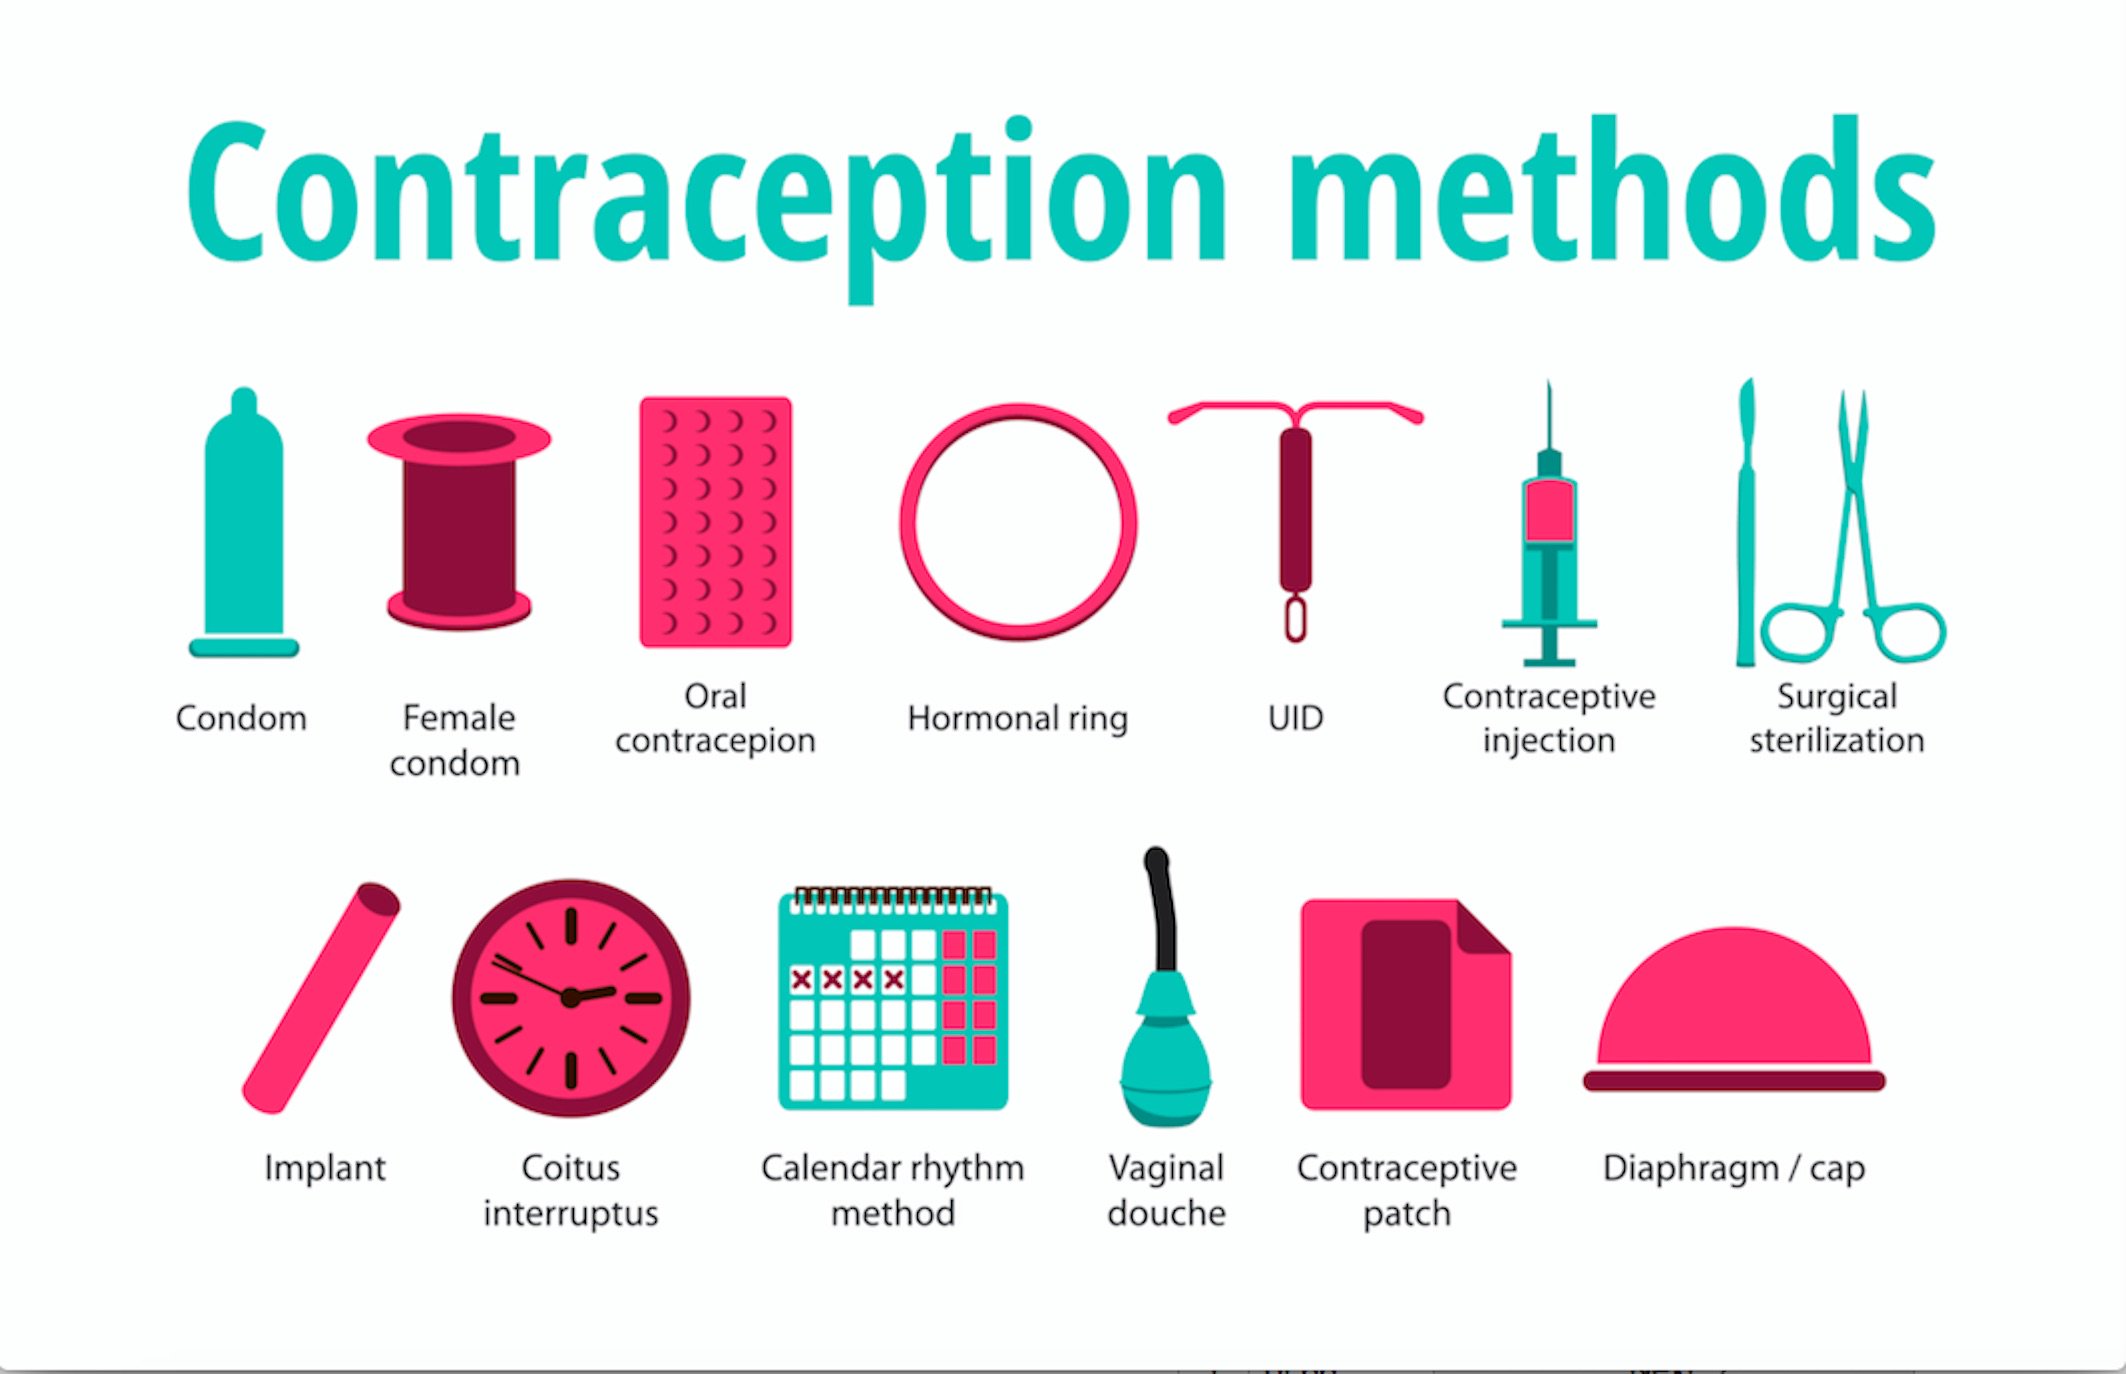 Contraception methods
Condom
Female
condom
Oral
contracepion
Hormonal ring
UID
Contraceptive
injection
Surgical
sterilization
Implant
Coitus
interruptus
Calendar rhythm
method
Vaginal
douche
Contraceptive
patch
Diaphragm / cap